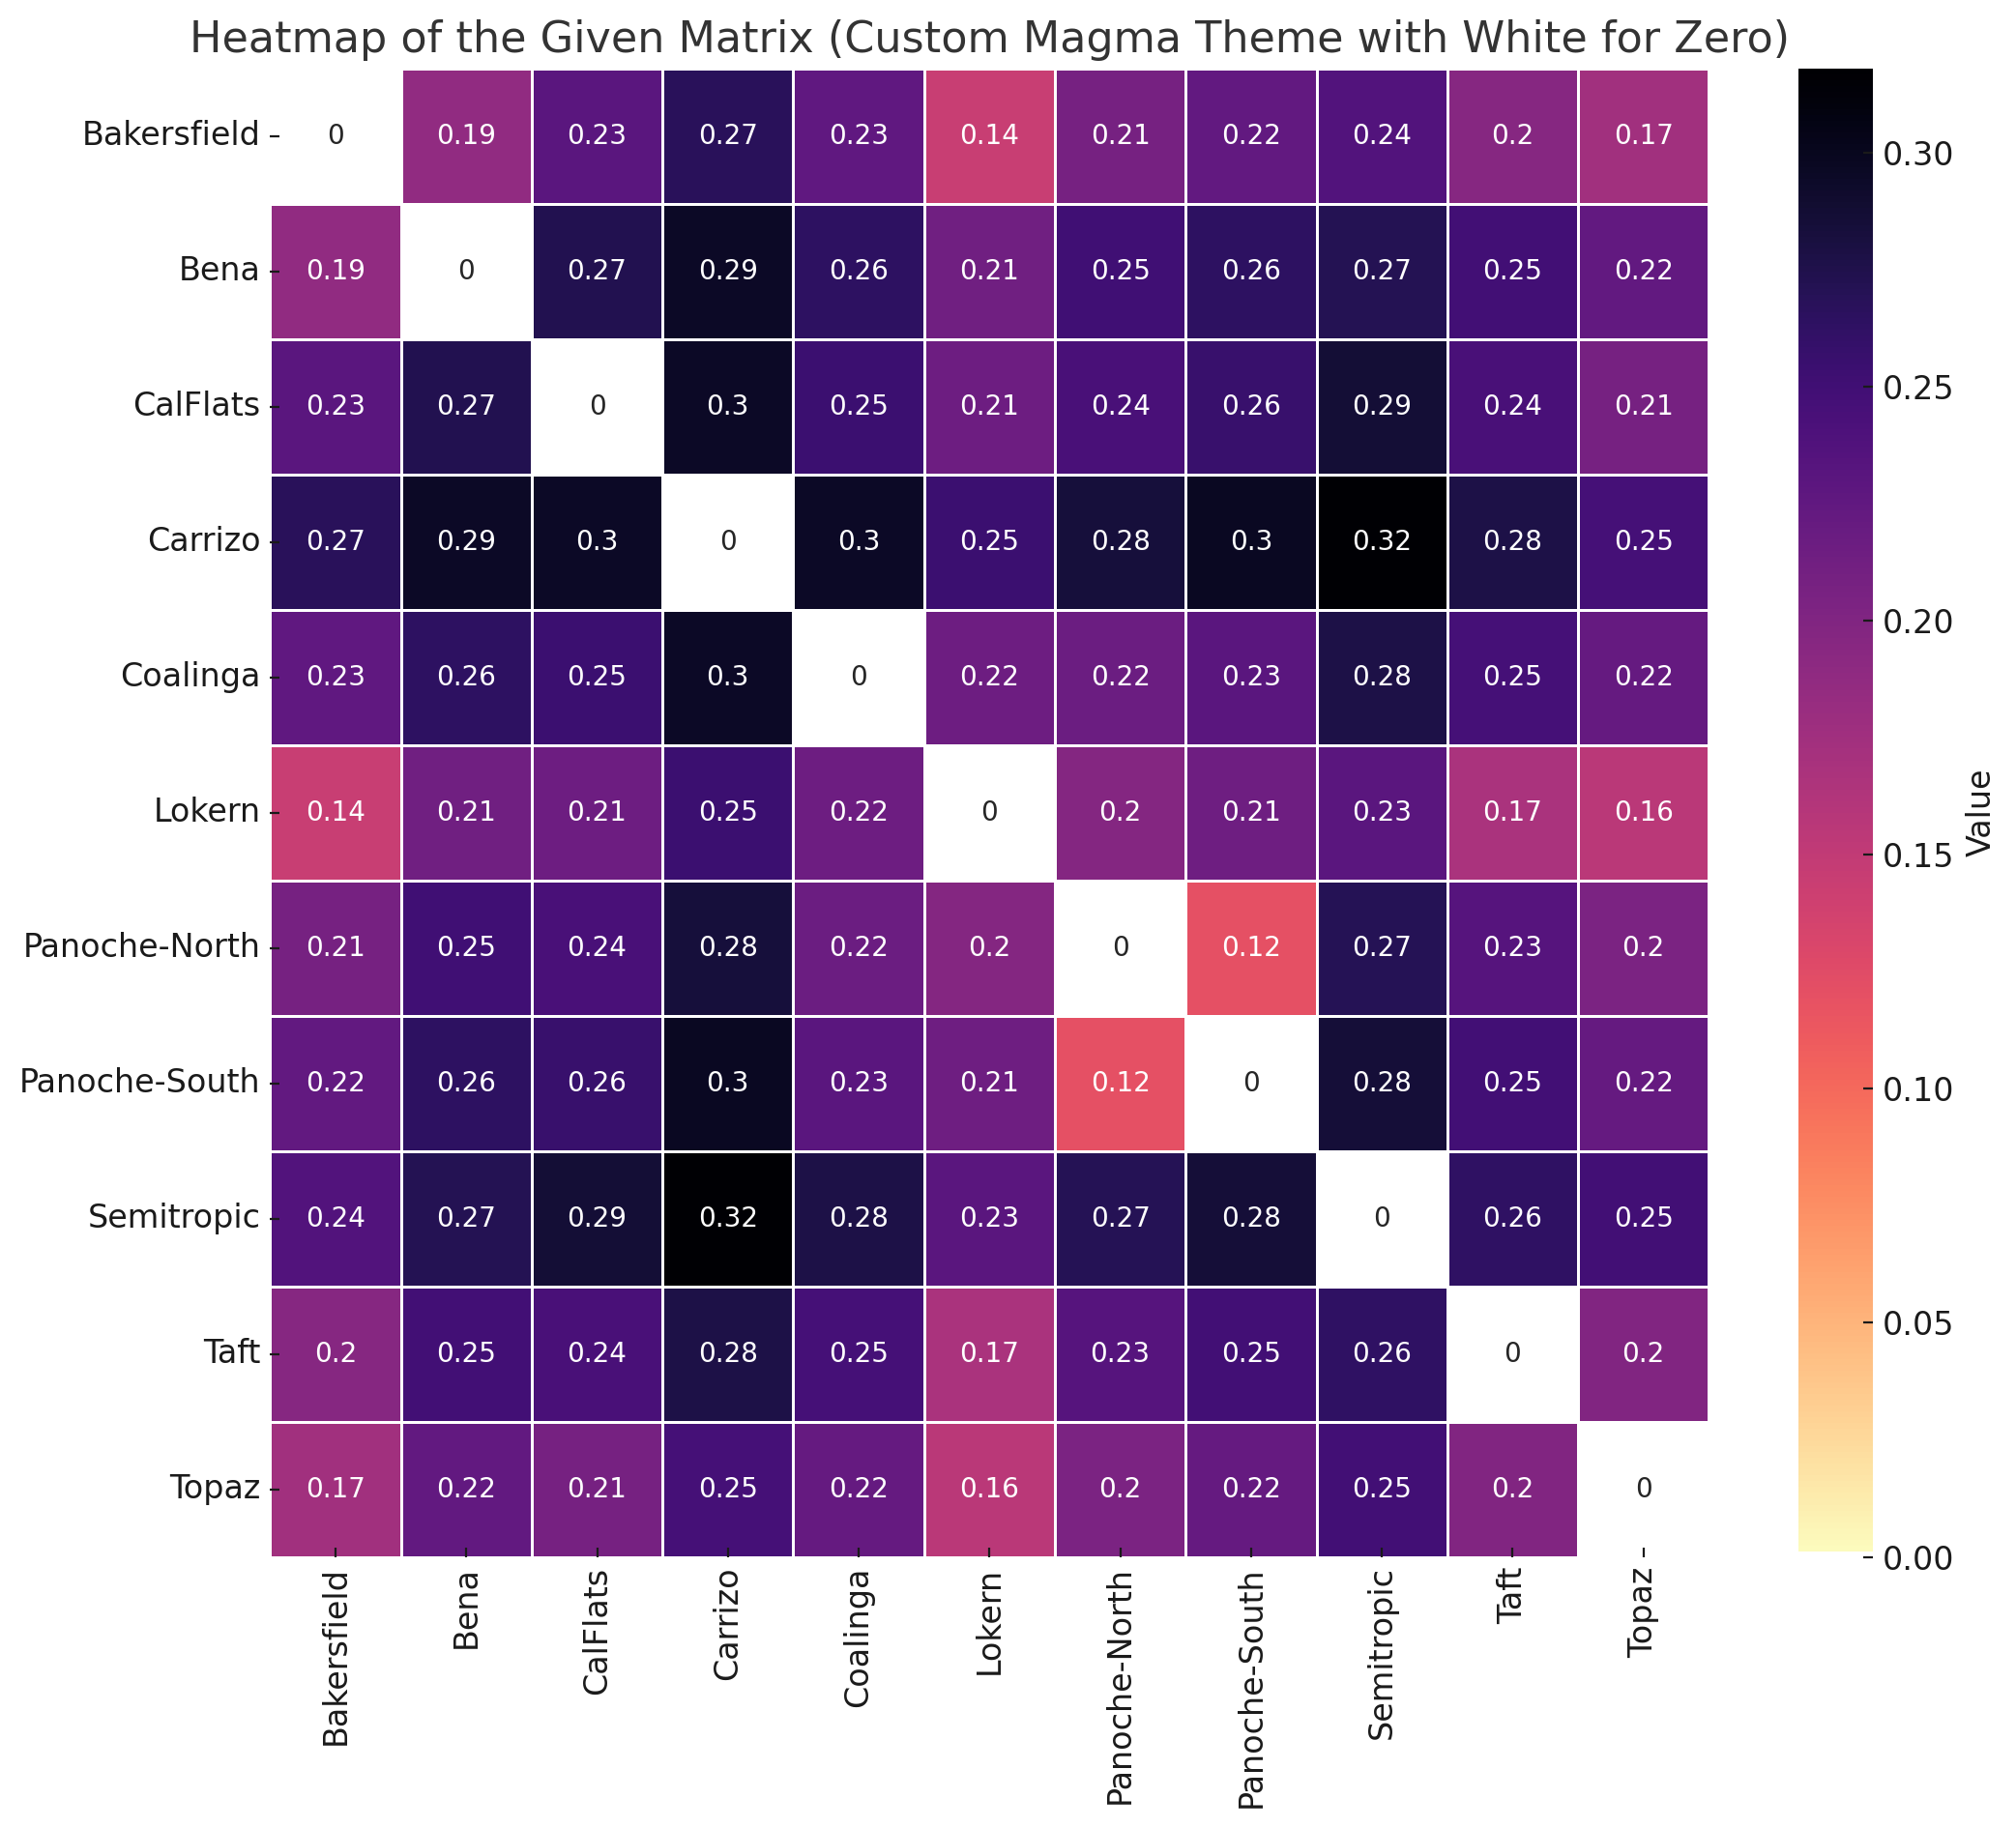 Heatmap of the Given Matrix (Custom Magma Theme with White for Zero)
Bakersfield 0 0.19 0.23 0.27 0.23 0.14 0.21 0.22 0.24 0.2 0.17
Bena 0.19 0 0.27 0.29 0.26 0.21 0.25 0.26 0.27 0.25 0.22
CalFlats 0.23 0.27 0 0.3 0.25 0.21 0.24 0.26 0.29 0.24 0.21
Carrizo 0.27 0.29 0.3 0 0.3 0.25 0.28 0.3 0.32 0.28 0.25
Coalinga 0.23 0.26 0.25 0.3 0 0.22 0.22 0.23 0.28 0.25 0.22
Lokern 0.14 0.21 0.21 0.25 0.22 0 0.2 0.21 0.23 0.17 0.16
Panoche-North 0.21 0.25 0.24 0.28 0.22 0.2 0 0.12 0.27 0.23 0.2
Panoche-South 0.22 0.26 0.26 0.3 0.23 0.21 0.12 0 0.28 0.25 0.22
Semitropic 0.24 0.27 0.29 0.32 0.28 0.23 0.27 0.28 0 0.26 0.25
Taft 0.2 0.25 0.24 0.28 0.25 0.17 0.23 0.25 0.26 0 0.2
Topaz 0.17 0.22 0.21 0.25 0.22 0.16 0.2 0.22 0.25 0.2 0
Bakersfield
Bena
CalFlats
Carrizo
Coalinga
Lokern
Panoche-North
Panoche-South
Semitropic
Taft
Topaz
0.30
0.25
0.20
0.15
0.10
0.05
0.00
Value